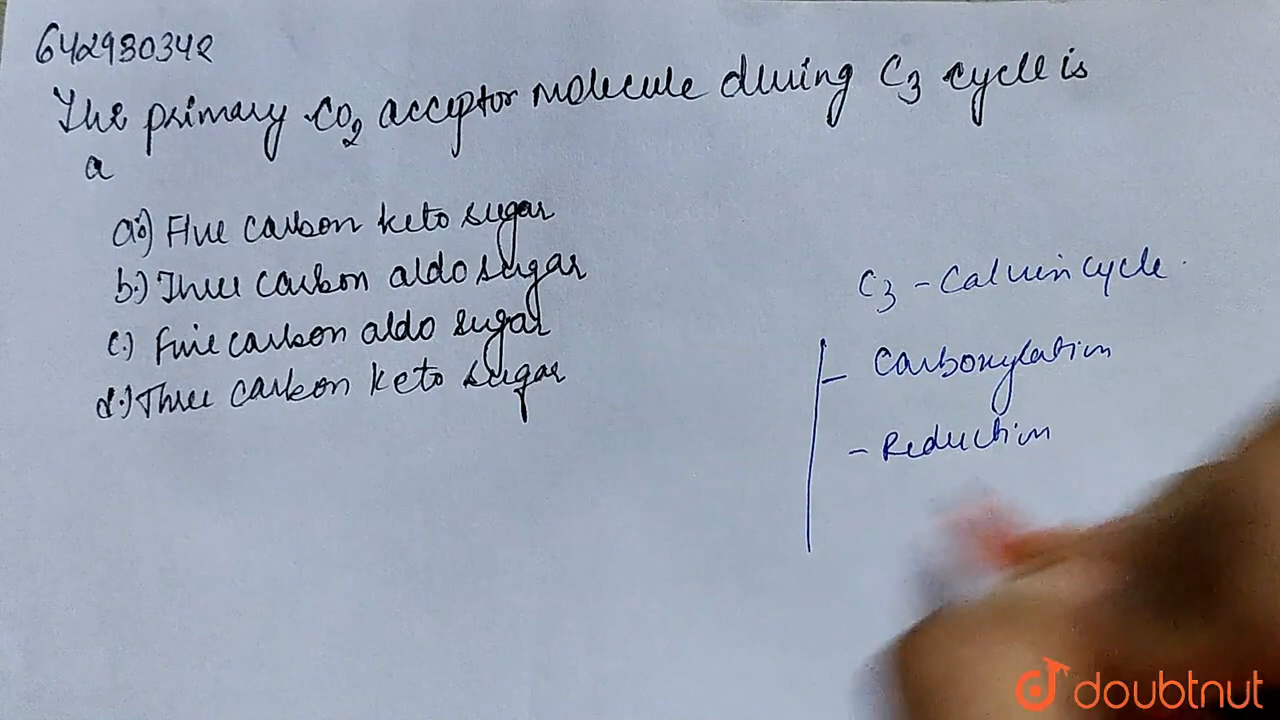 642930342
The primary CO2 acceptor molecule during C3 cycle is
a
a.) Five carbon keto sugar
b.) Three carbon aldo sugar
c.) Five carbon aldo sugar
d.) Three carbon keto sugar
C3 - Calvin cycle.
- Carboxylation
- Reduction
doubtnut